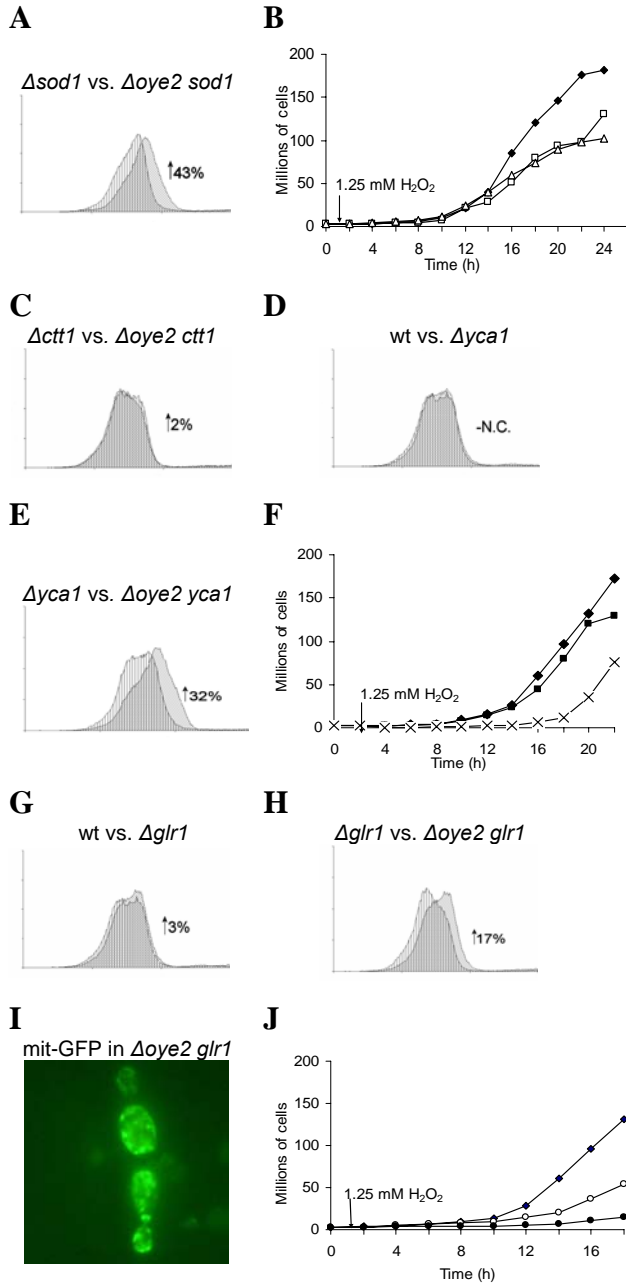 A
Δsod1 vs. Δoye2 sod1
↑43%
B
Millions of cells
200
150
100
50
0
1.25 mM H₂O₂
0 4 8 12 16 20 24
Time (h)
C
Δctt1 vs. Δoye2 ctt1
↑2%
D
wt vs. Δyca1
-N.C.
E
Δyca1 vs. Δoye2 yca1
↑32%
F
Millions of cells
200
150
100
50
0
1.25 mM H₂O₂
0 4 8 12 16 20
Time (h)
G
wt vs. Δglr1
↑3%
H
Δglr1 vs. Δoye2 glr1
↑17%
I
mit-GFP in Δoye2 glr1
J
Millions of cells
200
150
100
50
0
1.25 mM H₂O₂
0 4 8 12 16
Time (h)